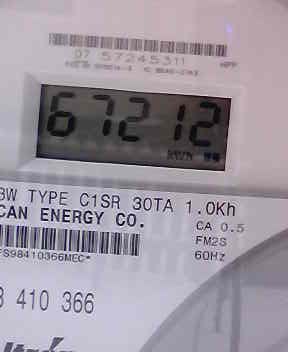 07 57245311 HPP
67212
KWH
3W TYPE C1SR 30TA 1.0Kh
CAN ENERGY CO.
CA 0.5
FM2S
60Hz
*FS98410366MEC*
3 410 366